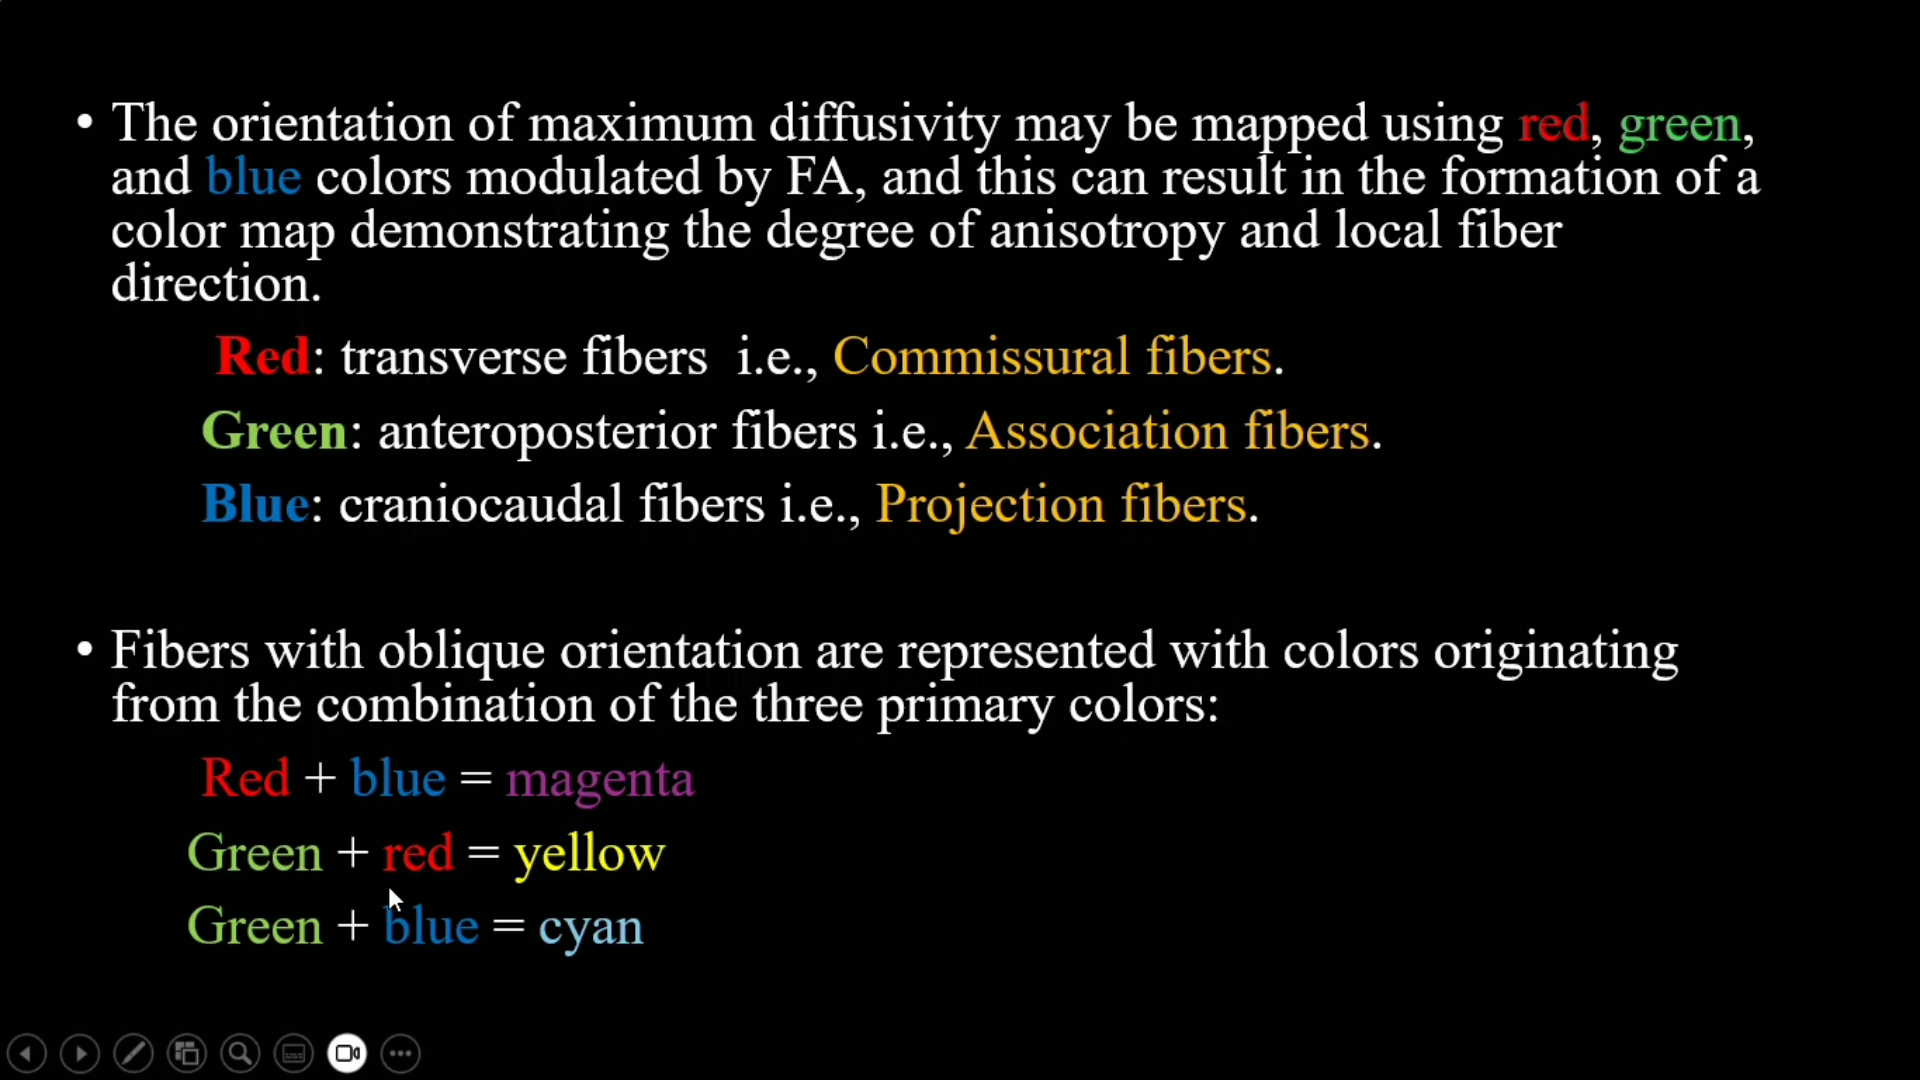 • The orientation of maximum diffusivity may be mapped using red, green,
and blue colors modulated by FA, and this can result in the formation of a
color map demonstrating the degree of anisotropy and local fiber
direction.
Red: transverse fibers  i.e., Commissural fibers.
Green: anteroposterior fibers i.e., Association fibers.
Blue: craniocaudal fibers i.e., Projection fibers.
• Fibers with oblique orientation are represented with colors originating
from the combination of the three primary colors:
Red + blue = magenta
Green + red = yellow
Green + blue = cyan